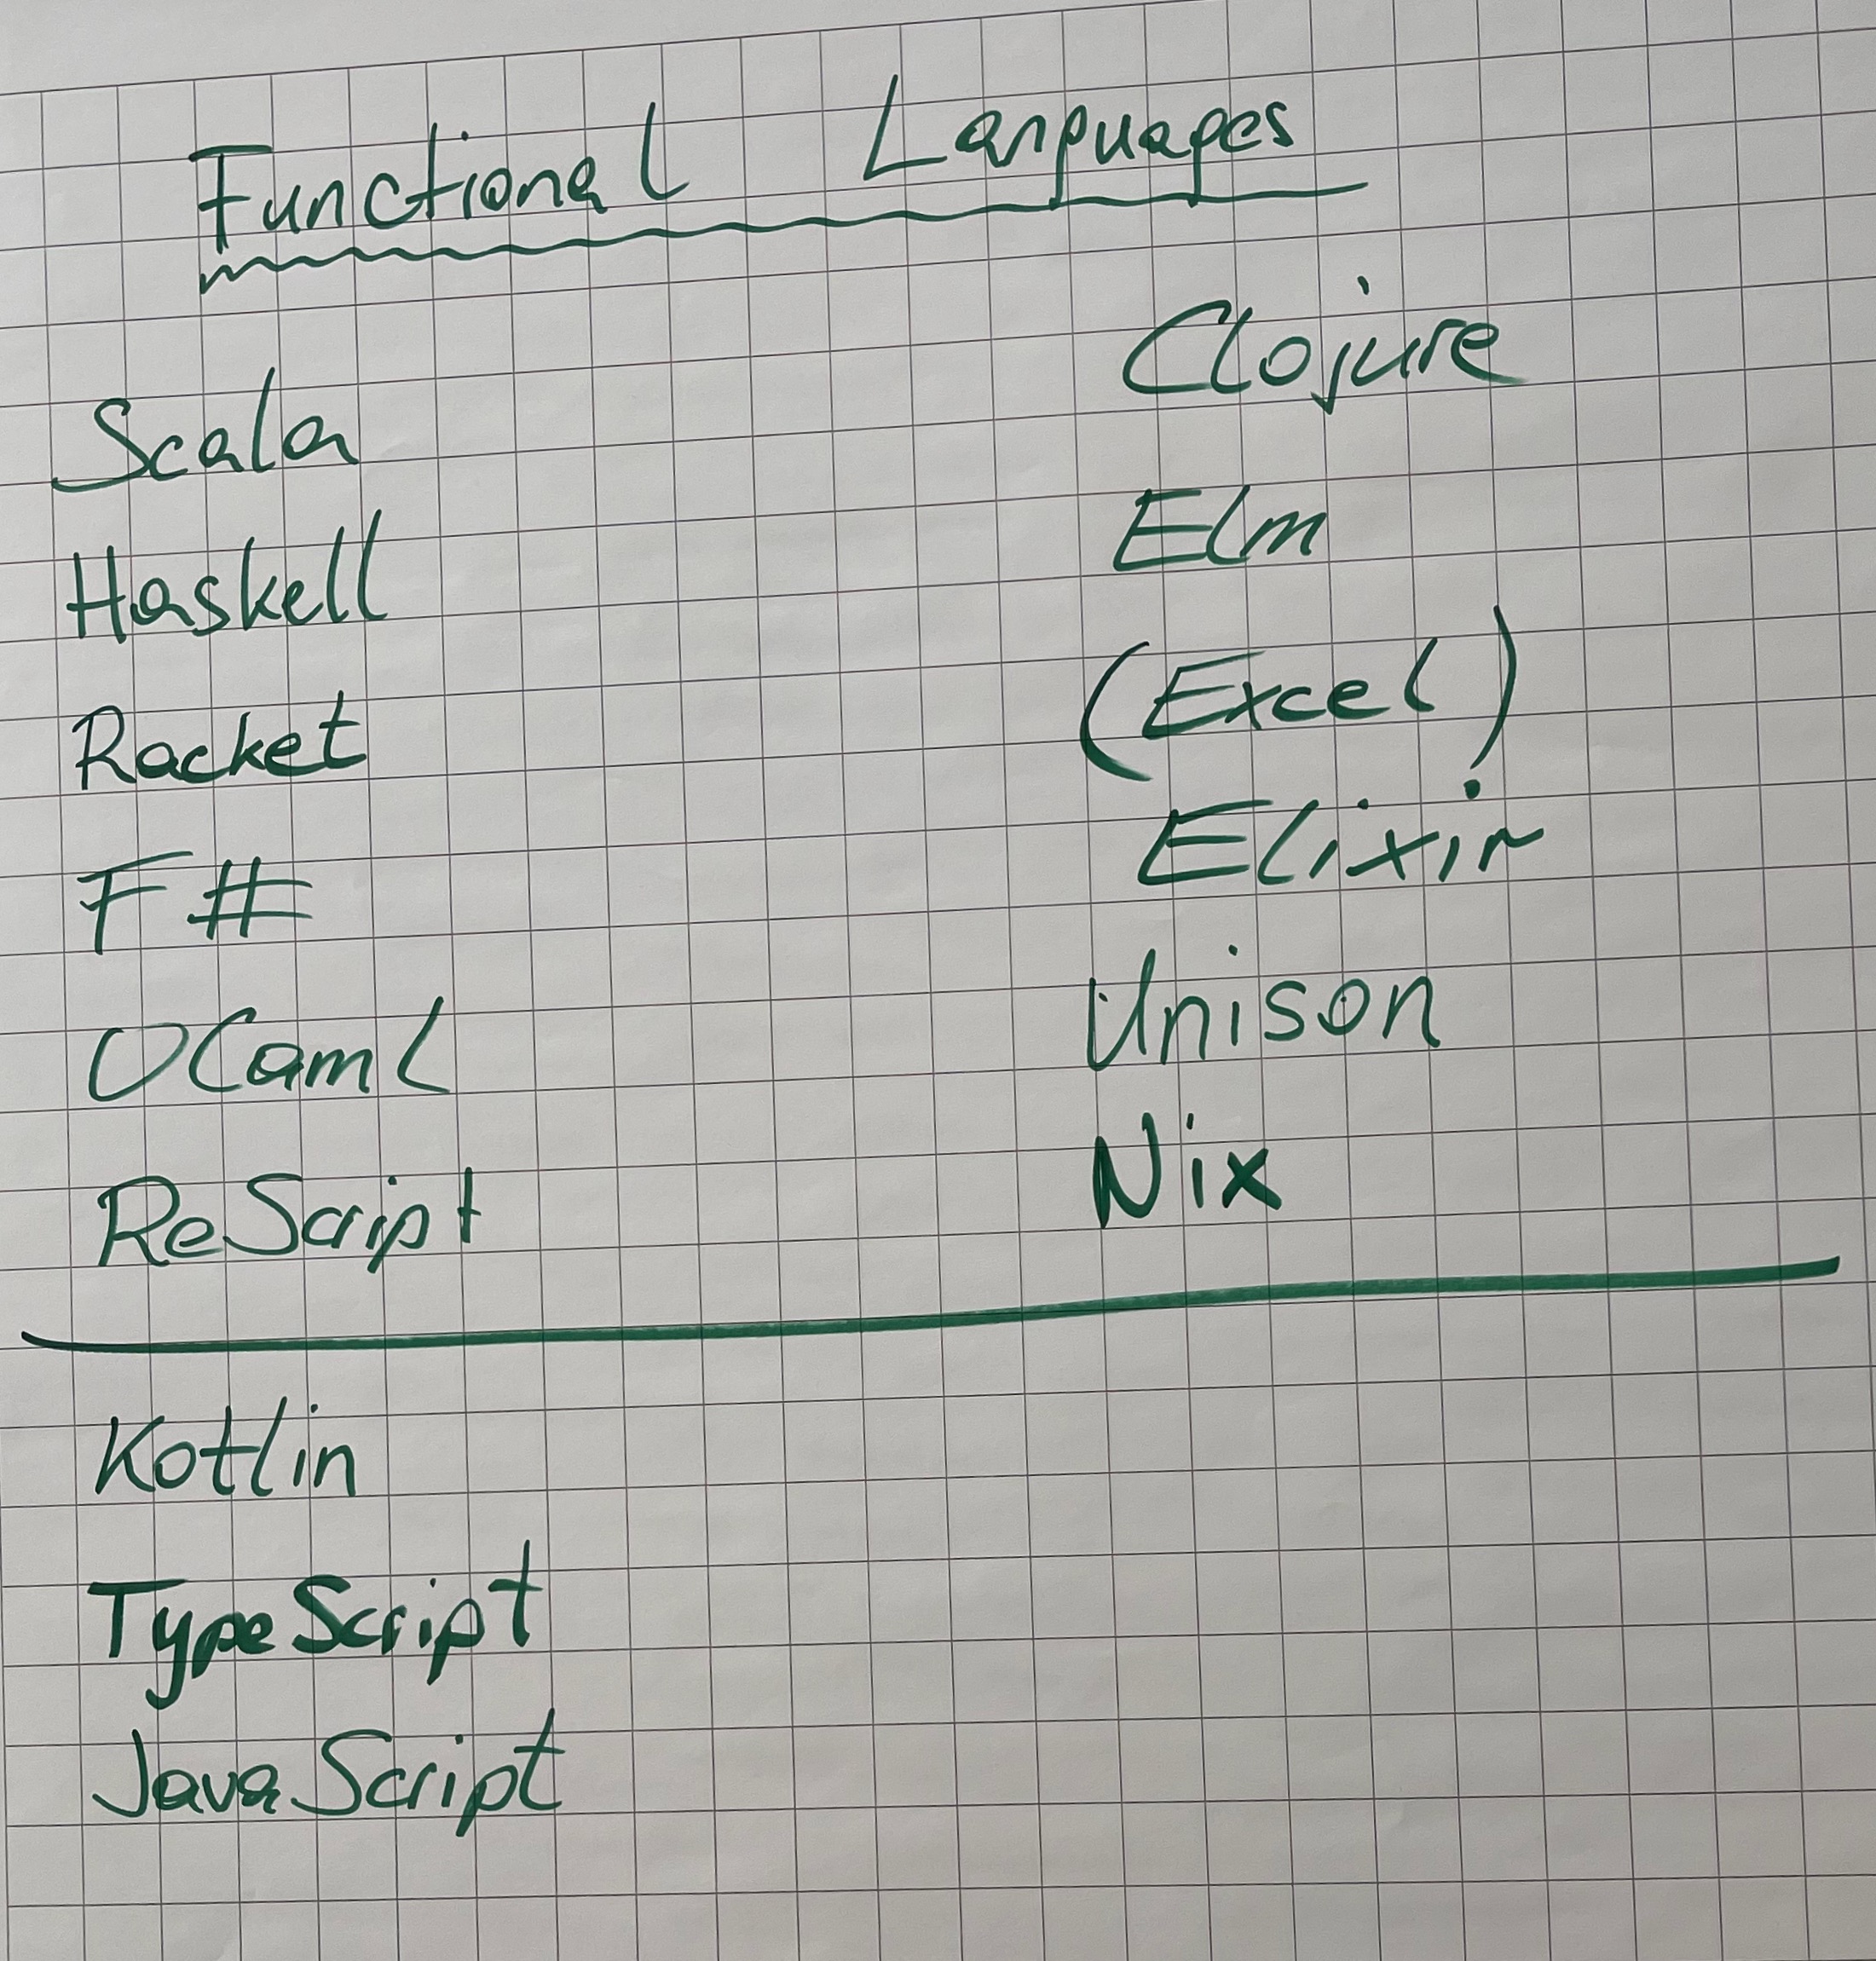 Functional Languages
Scala
Haskell
Racket
F#
OCaml
ReScript
Clojure
Elm
(Excel)
Elixir
Unison
Nix
Kotlin
TypeScript
JavaScript